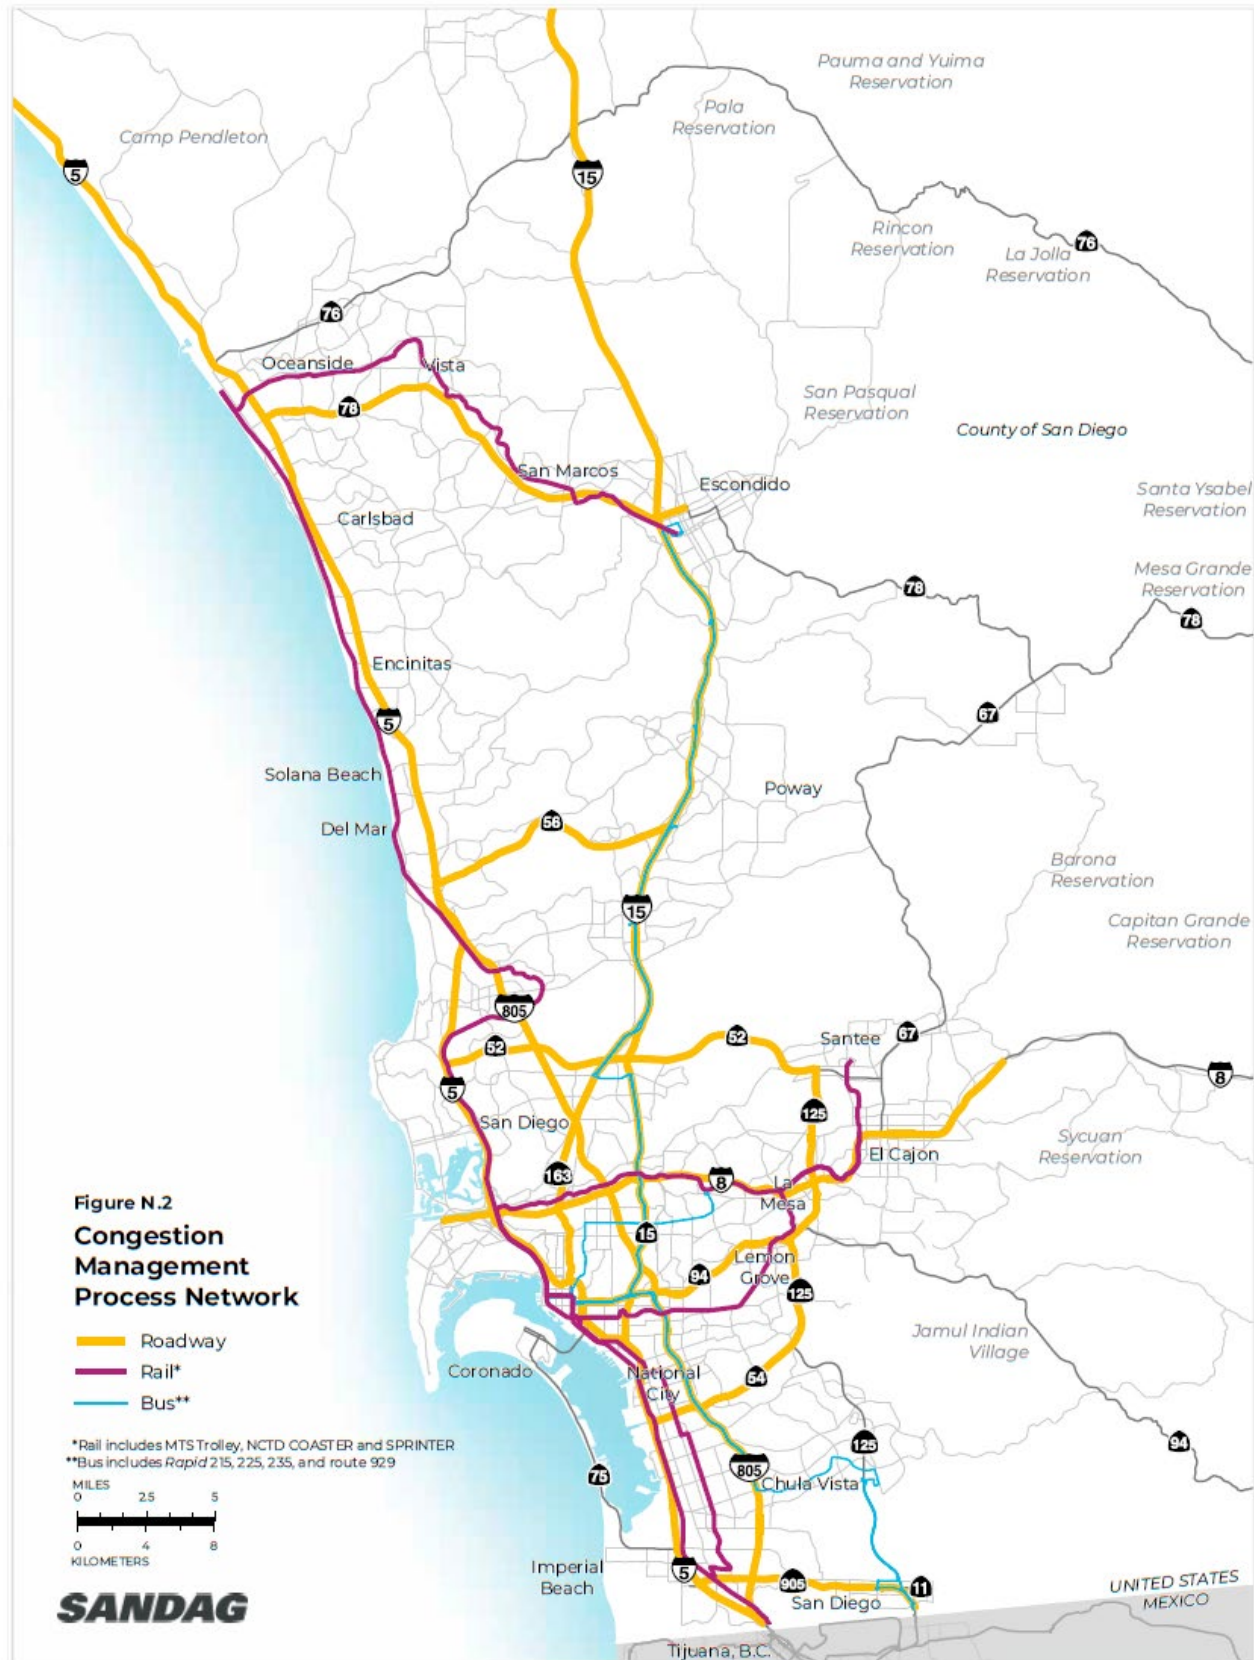 Pauma and Yuima
Reservation
Pala
Reservation
Camp Pendleton
5
15
Rincon
Reservation
La Jolla
Reservation
76
76
Oceanside
Vista
78
San Pasqual
Reservation
County of San Diego
San Marcos
Escondido
Santa Ysabel
Reservation
Carlsbad
Mesa Grande
Reservation
78
78
Encinitas
67
5
Solana Beach
Poway
Del Mar
56
Barona
Reservation
15
Capitan Grande
Reservation
805
52
52
Santee
67
8
5
125
San Diego
El Cajon
Sycuan
Reservation
163
8
La
Mesa
15
Lemon
Grove
94
125
Jamul Indian
Village
Coronado
National
City
54
125
94
75
805
Chula Vista
Imperial
Beach
5
905
11
San Diego
UNITED STATES
MEXICO
Tijuana, B.C.
Figure N.2
Congestion
Management
Process Network
Roadway
Rail*
Bus**
*Rail includes MTS Trolley, NCTD COASTER and SPRINTER
**Bus includes Rapid 215, 225, 235, and route 929
MILES
0 2.5 5
0 4 8
KILOMETERS
SANDAG